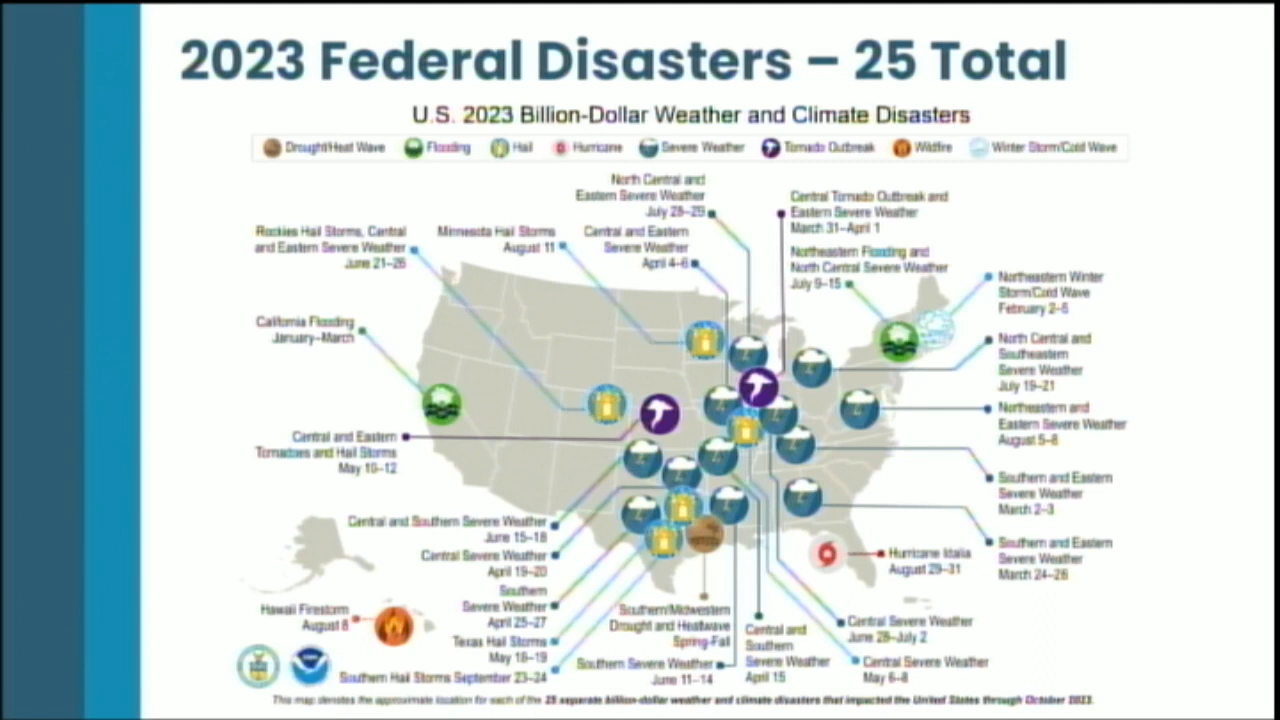 2023 Federal Disasters – 25 Total
U.S. 2023 Billion-Dollar Weather and Climate Disasters
Drought/Heat Wave Flooding Hail Hurricane Severe Weather Tornado Outbreak Wildfire Winter Storm/Cold Wave
North Central and
Eastern Severe Weather
July 28–29
Central Tornado Outbreak and
Eastern Severe Weather
March 31–April 1
Rockies Hail Storms, Central
and Eastern Severe Weather
June 21–26
Minnesota Hail Storms
August 11
Central and Eastern
Severe Weather
April 4–6
Northeastern Flooding and
North Central Severe Weather
July 9–15
Northeastern Winter
Storm/Cold Wave
February 2–5
California Flooding
January–March
North Central and
Southeastern
Severe Weather
July 19–21
Northeastern and
Eastern Severe Weather
August 5–8
Central and Eastern
Tornadoes and Hail Storms
May 10–12
Southern and Eastern
Severe Weather
March 2–3
Central and Southern Severe Weather
June 15–18
Central Severe Weather
April 19–20
Southern and Eastern
Severe Weather
March 24–26
Hurricane Idalia
August 29–31
Southern
Severe Weather
April 25–27
Hawaii Firestorm
August 8
Texas Hail Storms
May 18–19
Southern Hail Storms September 23–24
Southern/Midwestern
Drought and Heatwave
Spring-Fall
Southern Severe Weather
June 11–14
Central and
Southern
Severe Weather
April 15
Central Severe Weather
June 28–July 2
Central Severe Weather
May 6–8
This map denotes the approximate location for each of the 25 separate billion-dollar weather and climate disasters that impacted the United States through October 2023.